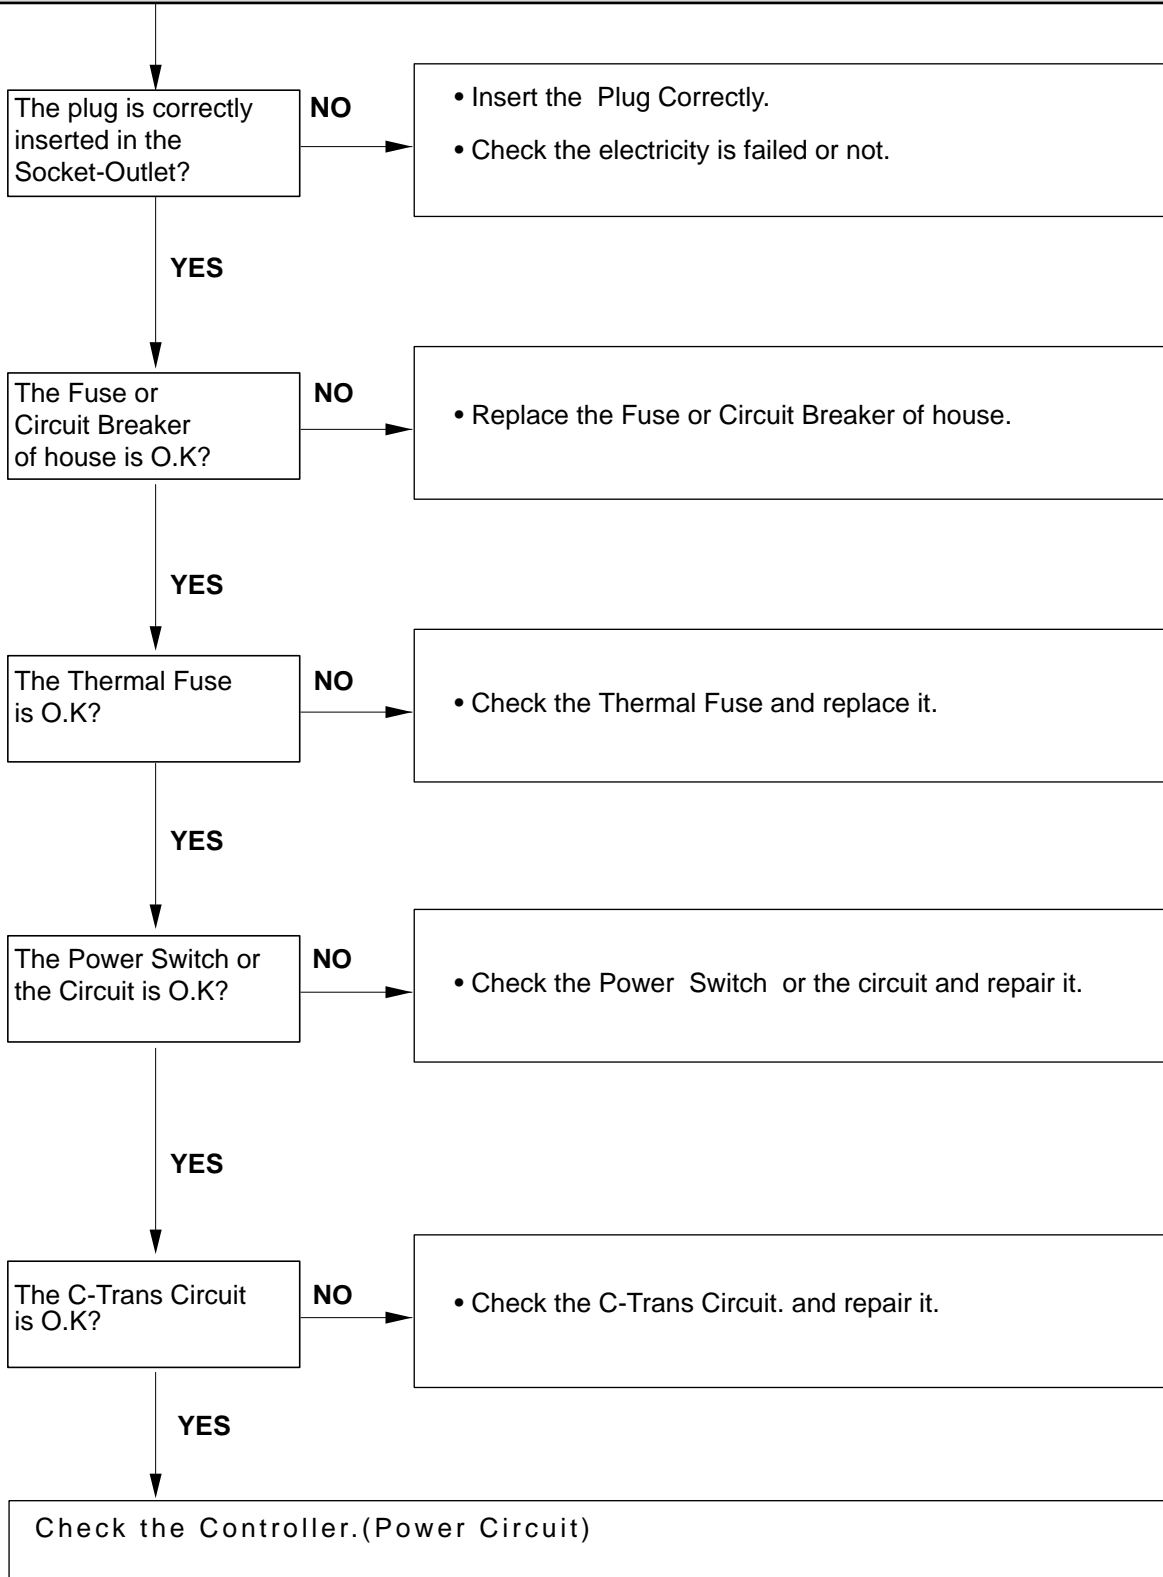 The plug is correctly
inserted in the
Socket-Outlet?
NO
• Insert the  Plug Correctly.
• Check the electricity is failed or not.
YES
The Fuse or
Circuit Breaker
of house is O.K?
NO
• Replace the Fuse or Circuit Breaker of house.
YES
The Thermal Fuse
is O.K?
NO
• Check the Thermal Fuse and replace it.
YES
The Power Switch or
the Circuit is O.K?
NO
• Check the Power  Switch  or the circuit and repair it.
YES
The C-Trans Circuit
is O.K?
NO
• Check the C-Trans Circuit. and repair it.
YES
Check the Controller.(Power Circuit)